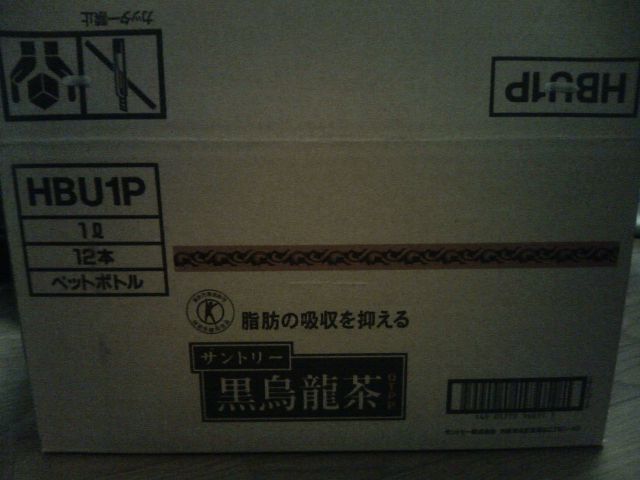 カッター禁止
HBU1P
HBU1P
1ℓ
12本
ペットボトル
脂肪の吸収を抑える
サントリー
黒烏龍茶
OTPP